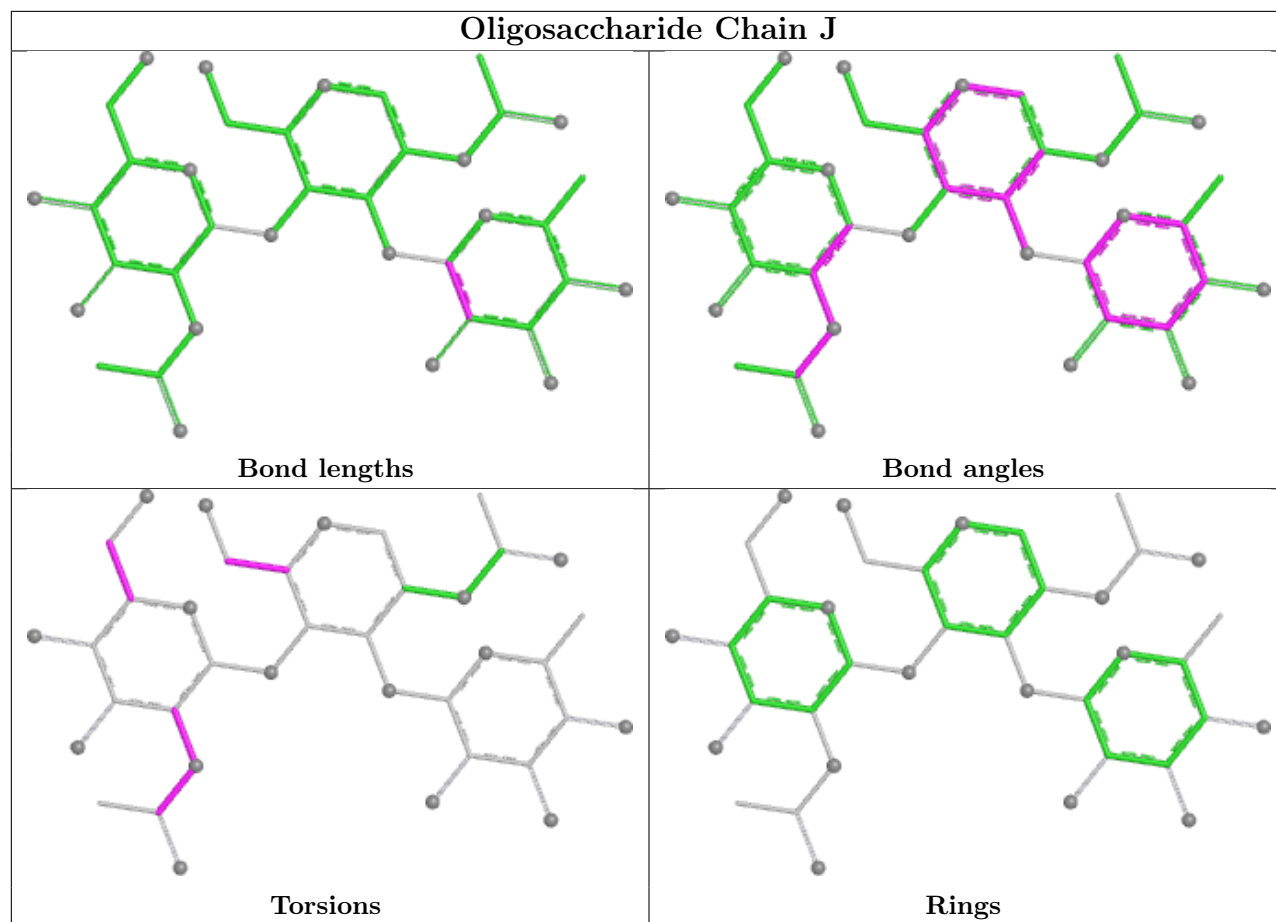 Oligosaccharide Chain J
Bond lengths
Bond angles
Torsions
Rings